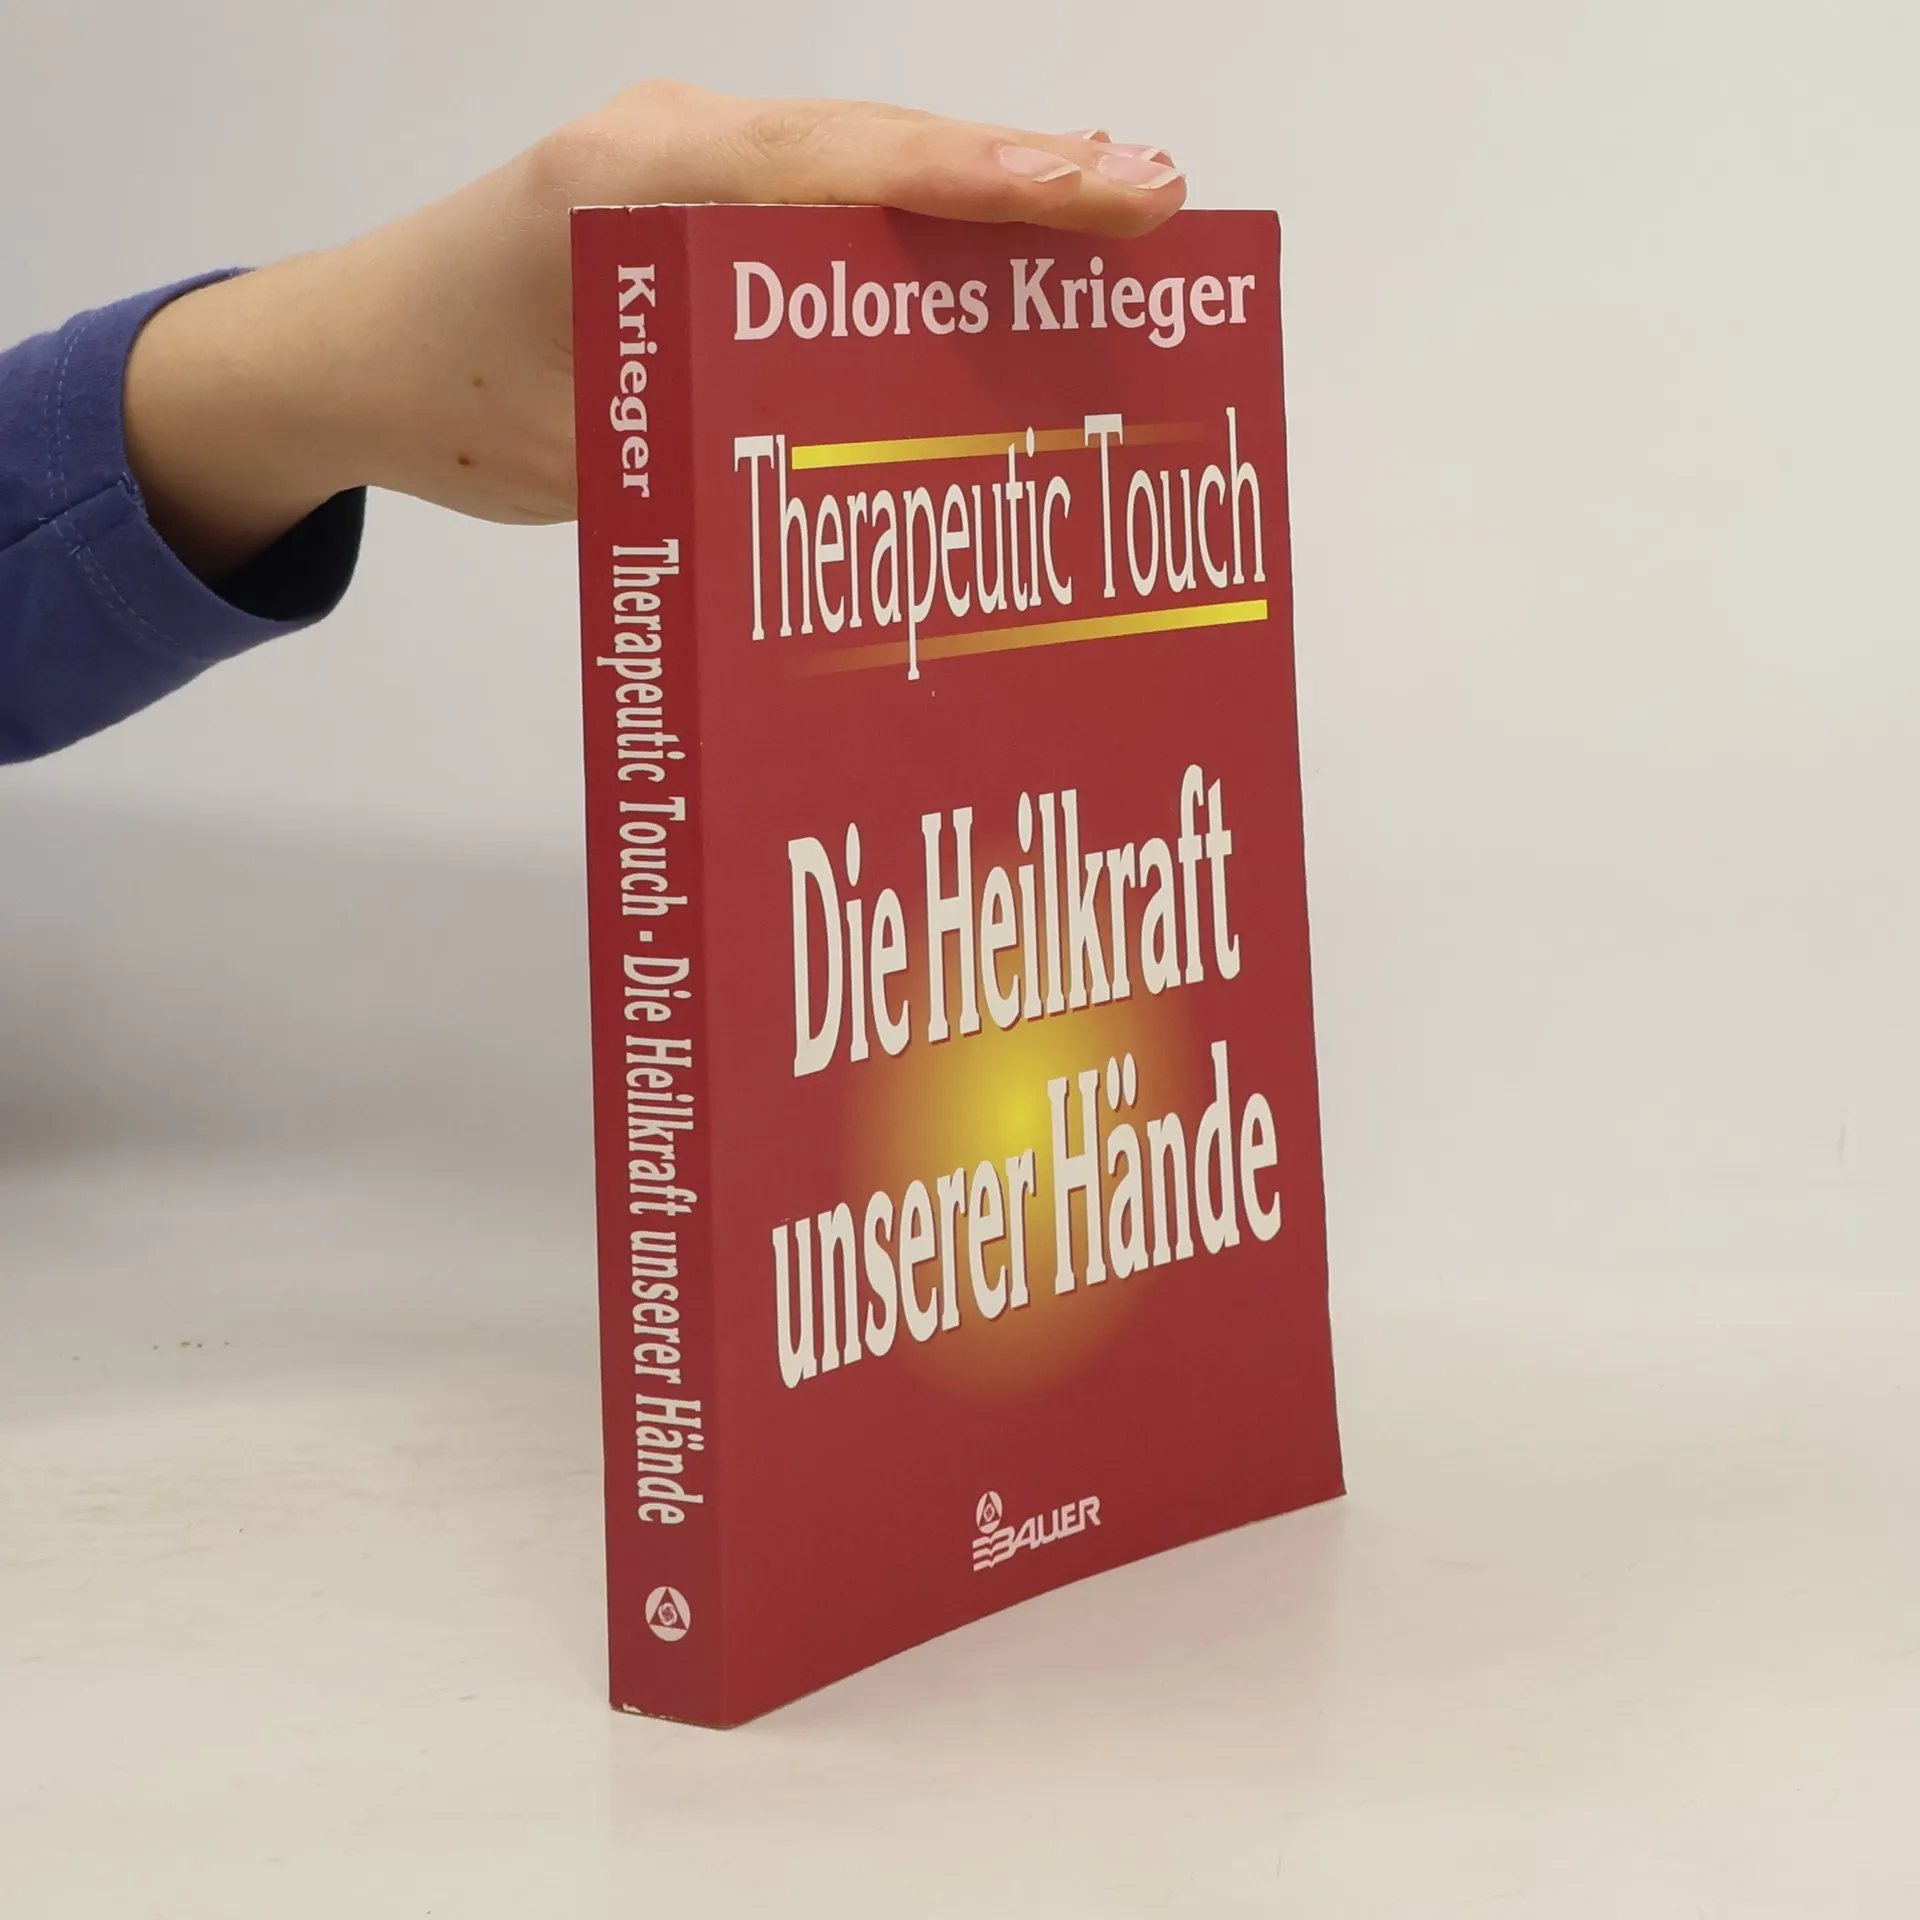 Dolores Krieger
Therapeutic Touch
Die Heilkraft
unserer Hände
BAUER
Krieger Therapeutic Touch · Die Heilkraft unserer Hände